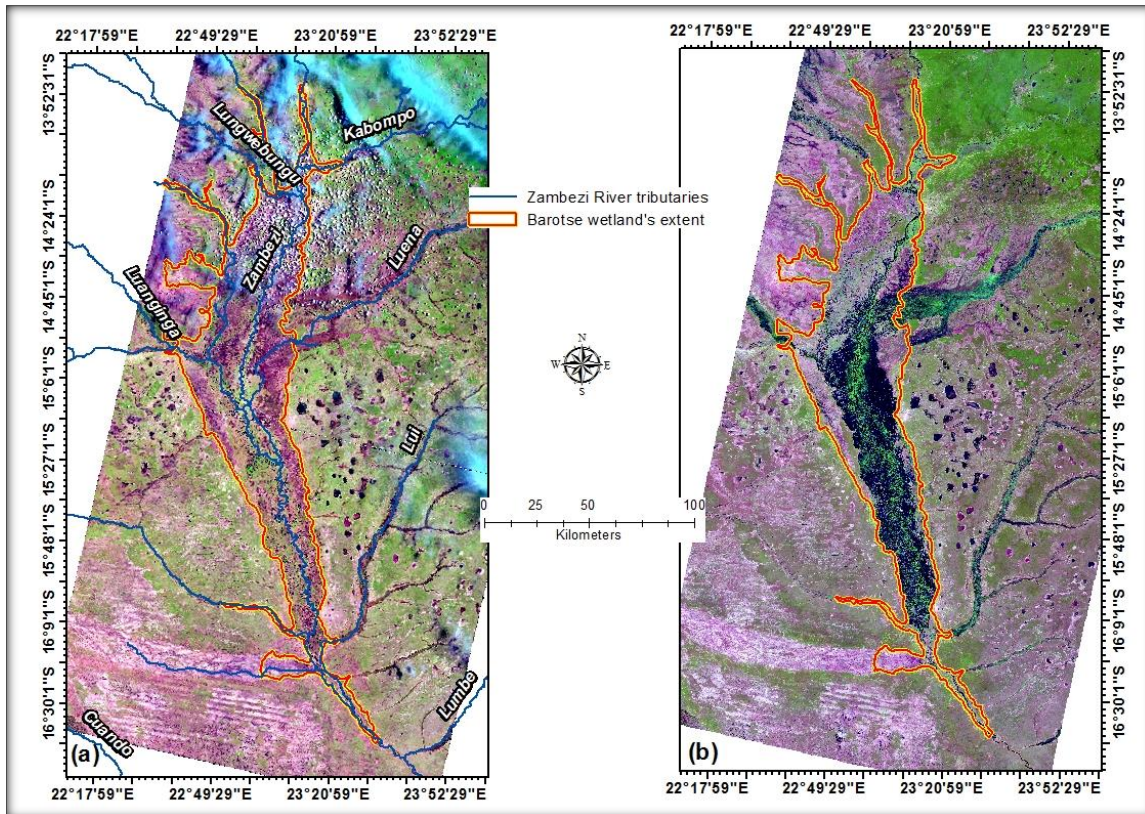 22°17'59"E 22°49'29"E 23°20'59"E 23°52'29"E
22°17'59"E 22°49'29"E 23°20'59"E 23°52'29"E
13°52'31"S
14°24'1"S
14°45'1"S
15°6'1"S
15°27'1"S
15°48'1"S
16°9'1"S
16°30'1"S
Lungwebungu
Kabompo
Zambezi
Luena
Luanginga
Lui
Lumbe
Cuando
(a)
Zambezi River tributaries
Barotse wetland's extent
N
W E
S
0 25 50 100
Kilometers
(b)
13°52'31"S
14°24'1"S
14°45'1"S
15°6'1"S
15°27'1"S
15°48'1"S
16°9'1"S
16°30'1"S
22°17'59"E 22°49'29"E 23°20'59"E 23°52'29"E
22°17'59"E 22°49'29"E 23°20'59"E 23°52'29"E